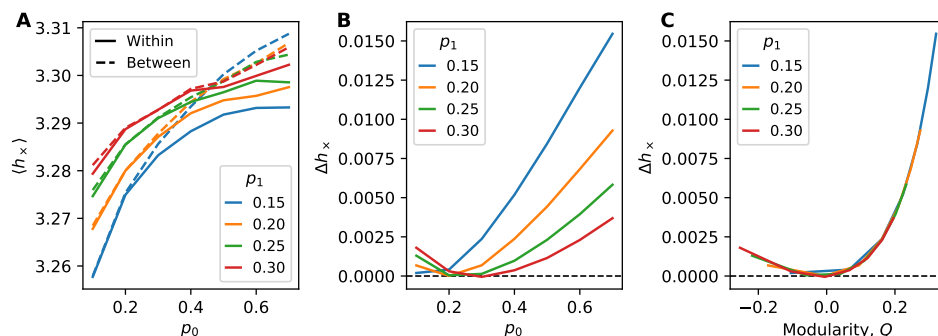 A
3.31
3.30
3.29
3.28
3.27
3.26
⟨h×⟩
0.2
0.4
0.6
p0
Within
Between
p1
0.15
0.20
0.25
0.30
B
0.0150
0.0125
0.0100
0.0075
0.0050
0.0025
0.0000
Δh×
0.2
0.4
0.6
p0
p1
0.15
0.20
0.25
0.30
C
0.0150
0.0125
0.0100
0.0075
0.0050
0.0025
0.0000
Δh×
−0.2
0.0
0.2
Modularity, Q
p1
0.15
0.20
0.25
0.30